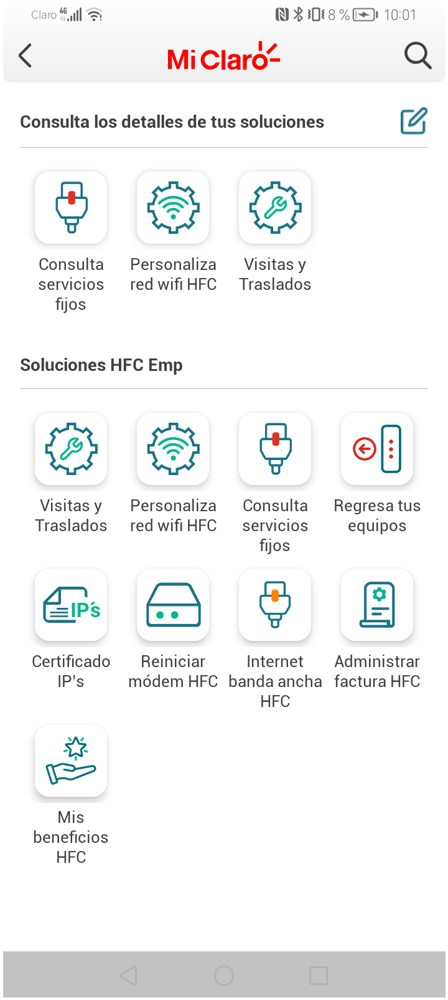 Claro 4G 8 % 10:01
Mi Claro
Consulta los detalles de tus soluciones
Consulta servicios fijos
Personaliza red wifi HFC
Visitas y Traslados
Soluciones HFC Emp
Visitas y Traslados
Personaliza red wifi HFC
Consulta servicios fijos
Regresa tus equipos
IP's
Certificado IP's
Reiniciar módem HFC
Internet banda ancha HFC
Administrar factura HFC
Mis beneficios HFC